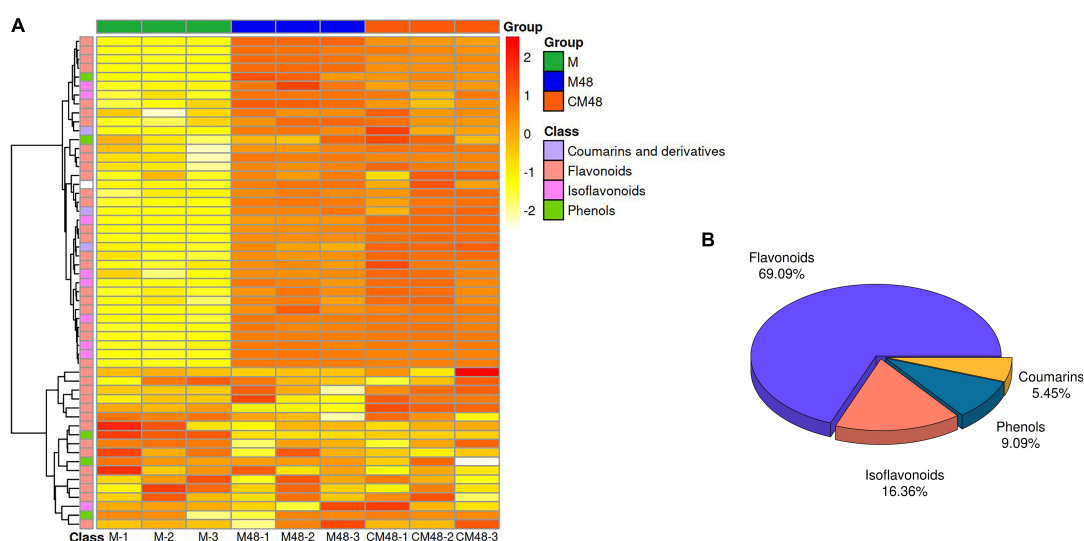 A
Group
2
1
0
-1
-2
Group
M
M48
CM48
Class
Coumarins and derivatives
Flavonoids
Isoflavonoids
Phenols
Class M-1 M-2 M-3 M48-1 M48-2 M48-3 CM48-1 CM48-2 CM48-3
B
Flavonoids
69.09%
Coumarins
5.45%
Phenols
9.09%
Isoflavonoids
16.36%